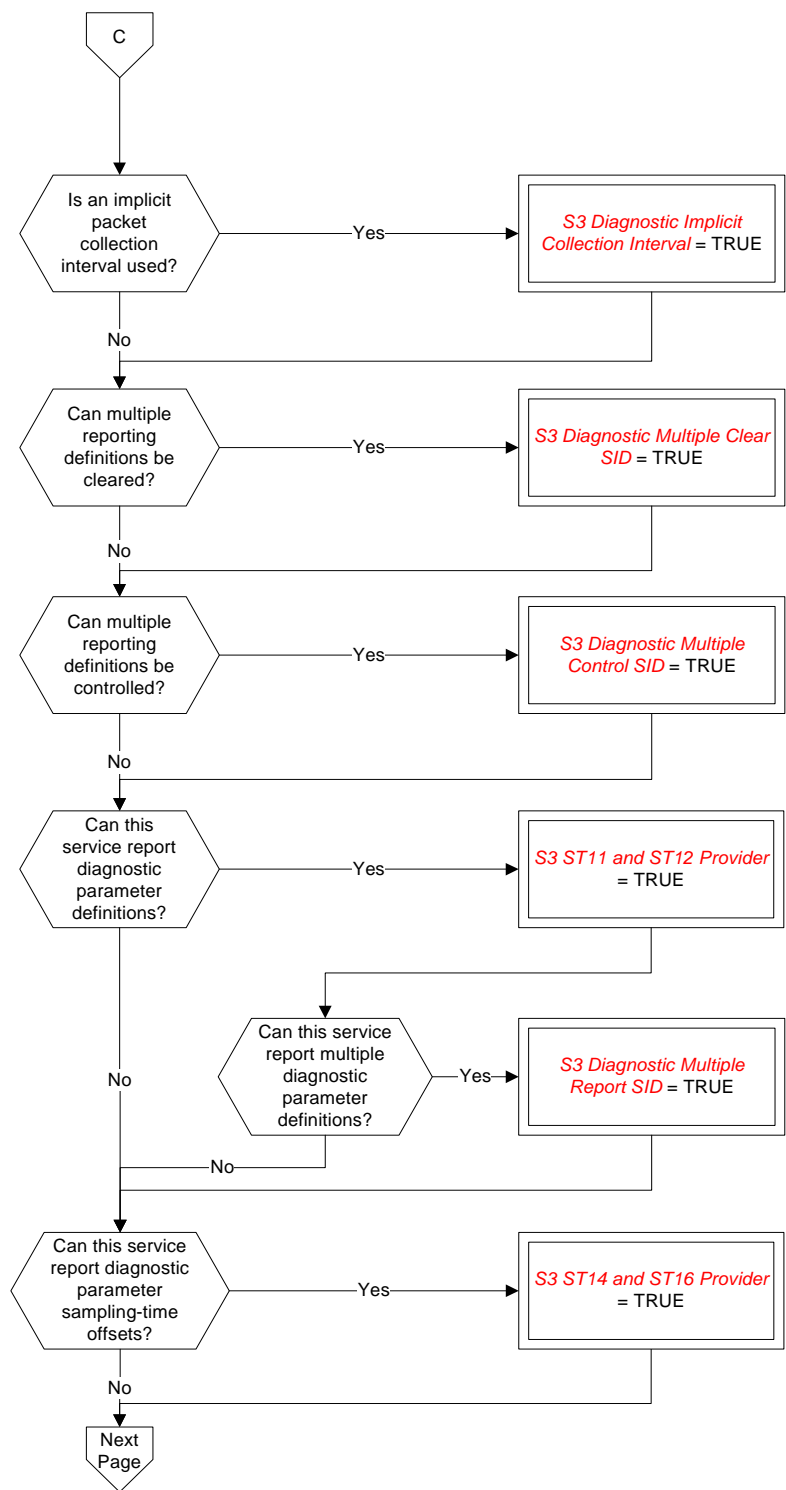 C
Is an implicit
packet
collection
interval used?
Yes
S3 Diagnostic Implicit
Collection Interval = TRUE
No
Can multiple
reporting
definitions be
cleared?
Yes
S3 Diagnostic Multiple Clear
SID = TRUE
No
Can multiple
reporting
definitions be
controlled?
Yes
S3 Diagnostic Multiple
Control SID = TRUE
No
Can this
service report
diagnostic
parameter
definitions?
Yes
S3 ST11 and ST12 Provider
= TRUE
No
Can this service
report multiple
diagnostic
parameter
definitions?
Yes
S3 Diagnostic Multiple
Report SID = TRUE
No
Can this service
report diagnostic
parameter
sampling-time
offsets?
Yes
S3 ST14 and ST16 Provider
= TRUE
No
Next
Page